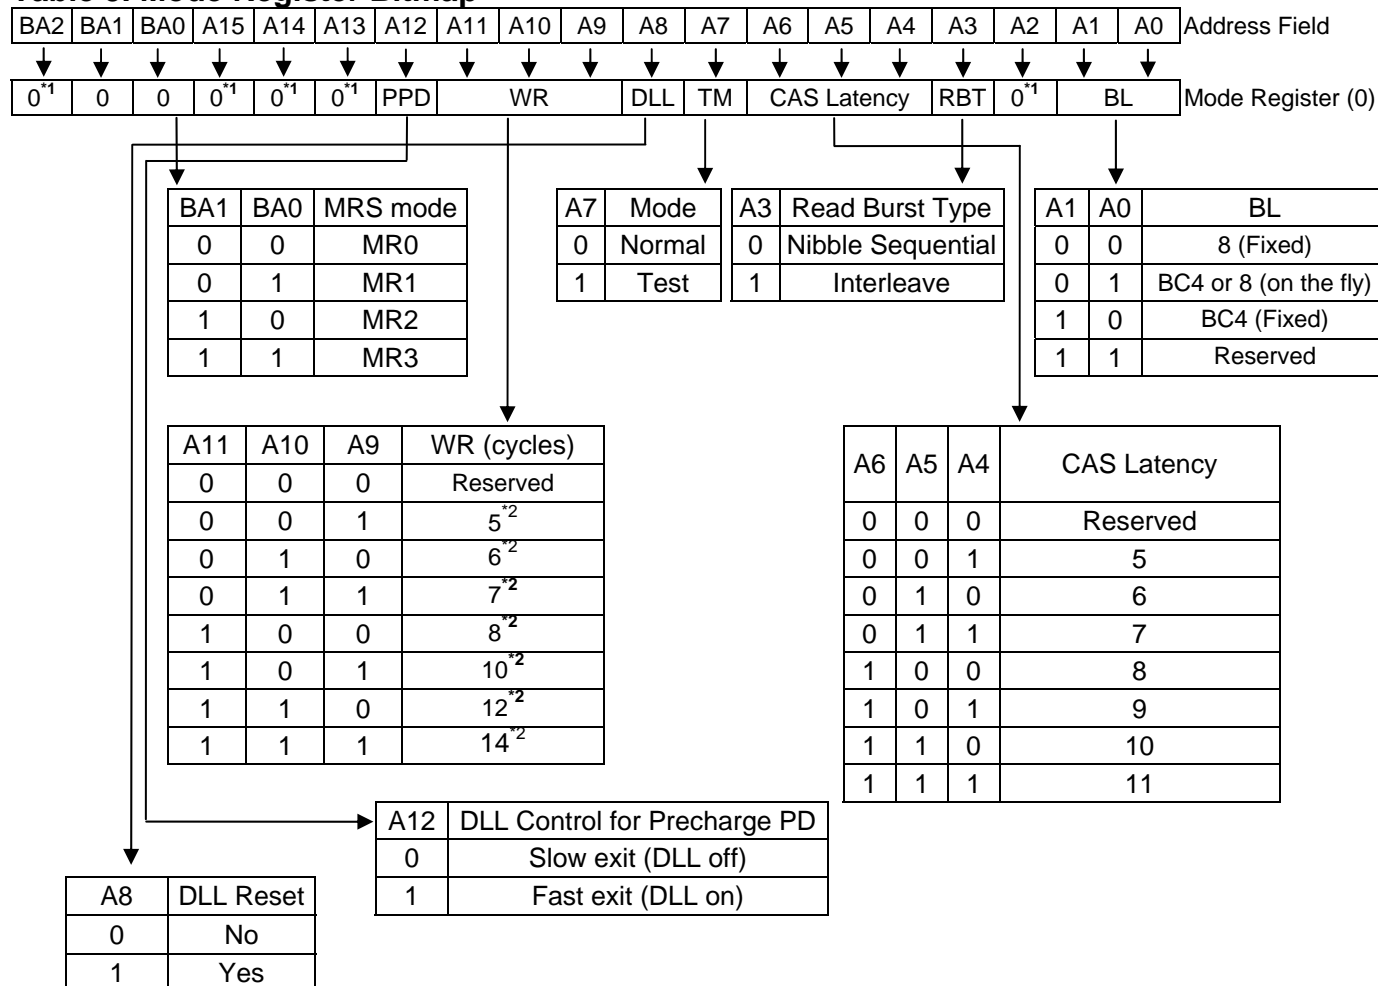 Table 5. Mode Register Bitmap
BA2 BA1 BA0 A15 A14 A13 A12 A11 A10 A9 A8 A7 A6 A5 A4 A3 A2 A1 A0 Address Field
0*1 0 0 0*1 0*1 0*1 PPD WR DLL TM CAS Latency RBT 0*1 BL Mode Register (0)
BA1 BA0 MRS mode
0 0 MR0
0 1 MR1
1 0 MR2
1 1 MR3
A7 Mode
0 Normal
1 Test
A3 Read Burst Type
0 Nibble Sequential
1 Interleave
A1 A0 BL
0 0 8 (Fixed)
0 1 BC4 or 8 (on the fly)
1 0 BC4 (Fixed)
1 1 Reserved
A11 A10 A9 WR (cycles)
0 0 0 Reserved
0 0 1 5*2
0 1 0 6*2
0 1 1 7*2
1 0 0 8*2
1 0 1 10*2
1 1 0 12*2
1 1 1 14*2
A6 A5 A4 CAS Latency
0 0 0 Reserved
0 0 1 5
0 1 0 6
0 1 1 7
1 0 0 8
1 0 1 9
1 1 0 10
1 1 1 11
A12 DLL Control for Precharge PD
0 Slow exit (DLL off)
1 Fast exit (DLL on)
A8 DLL Reset
0 No
1 Yes